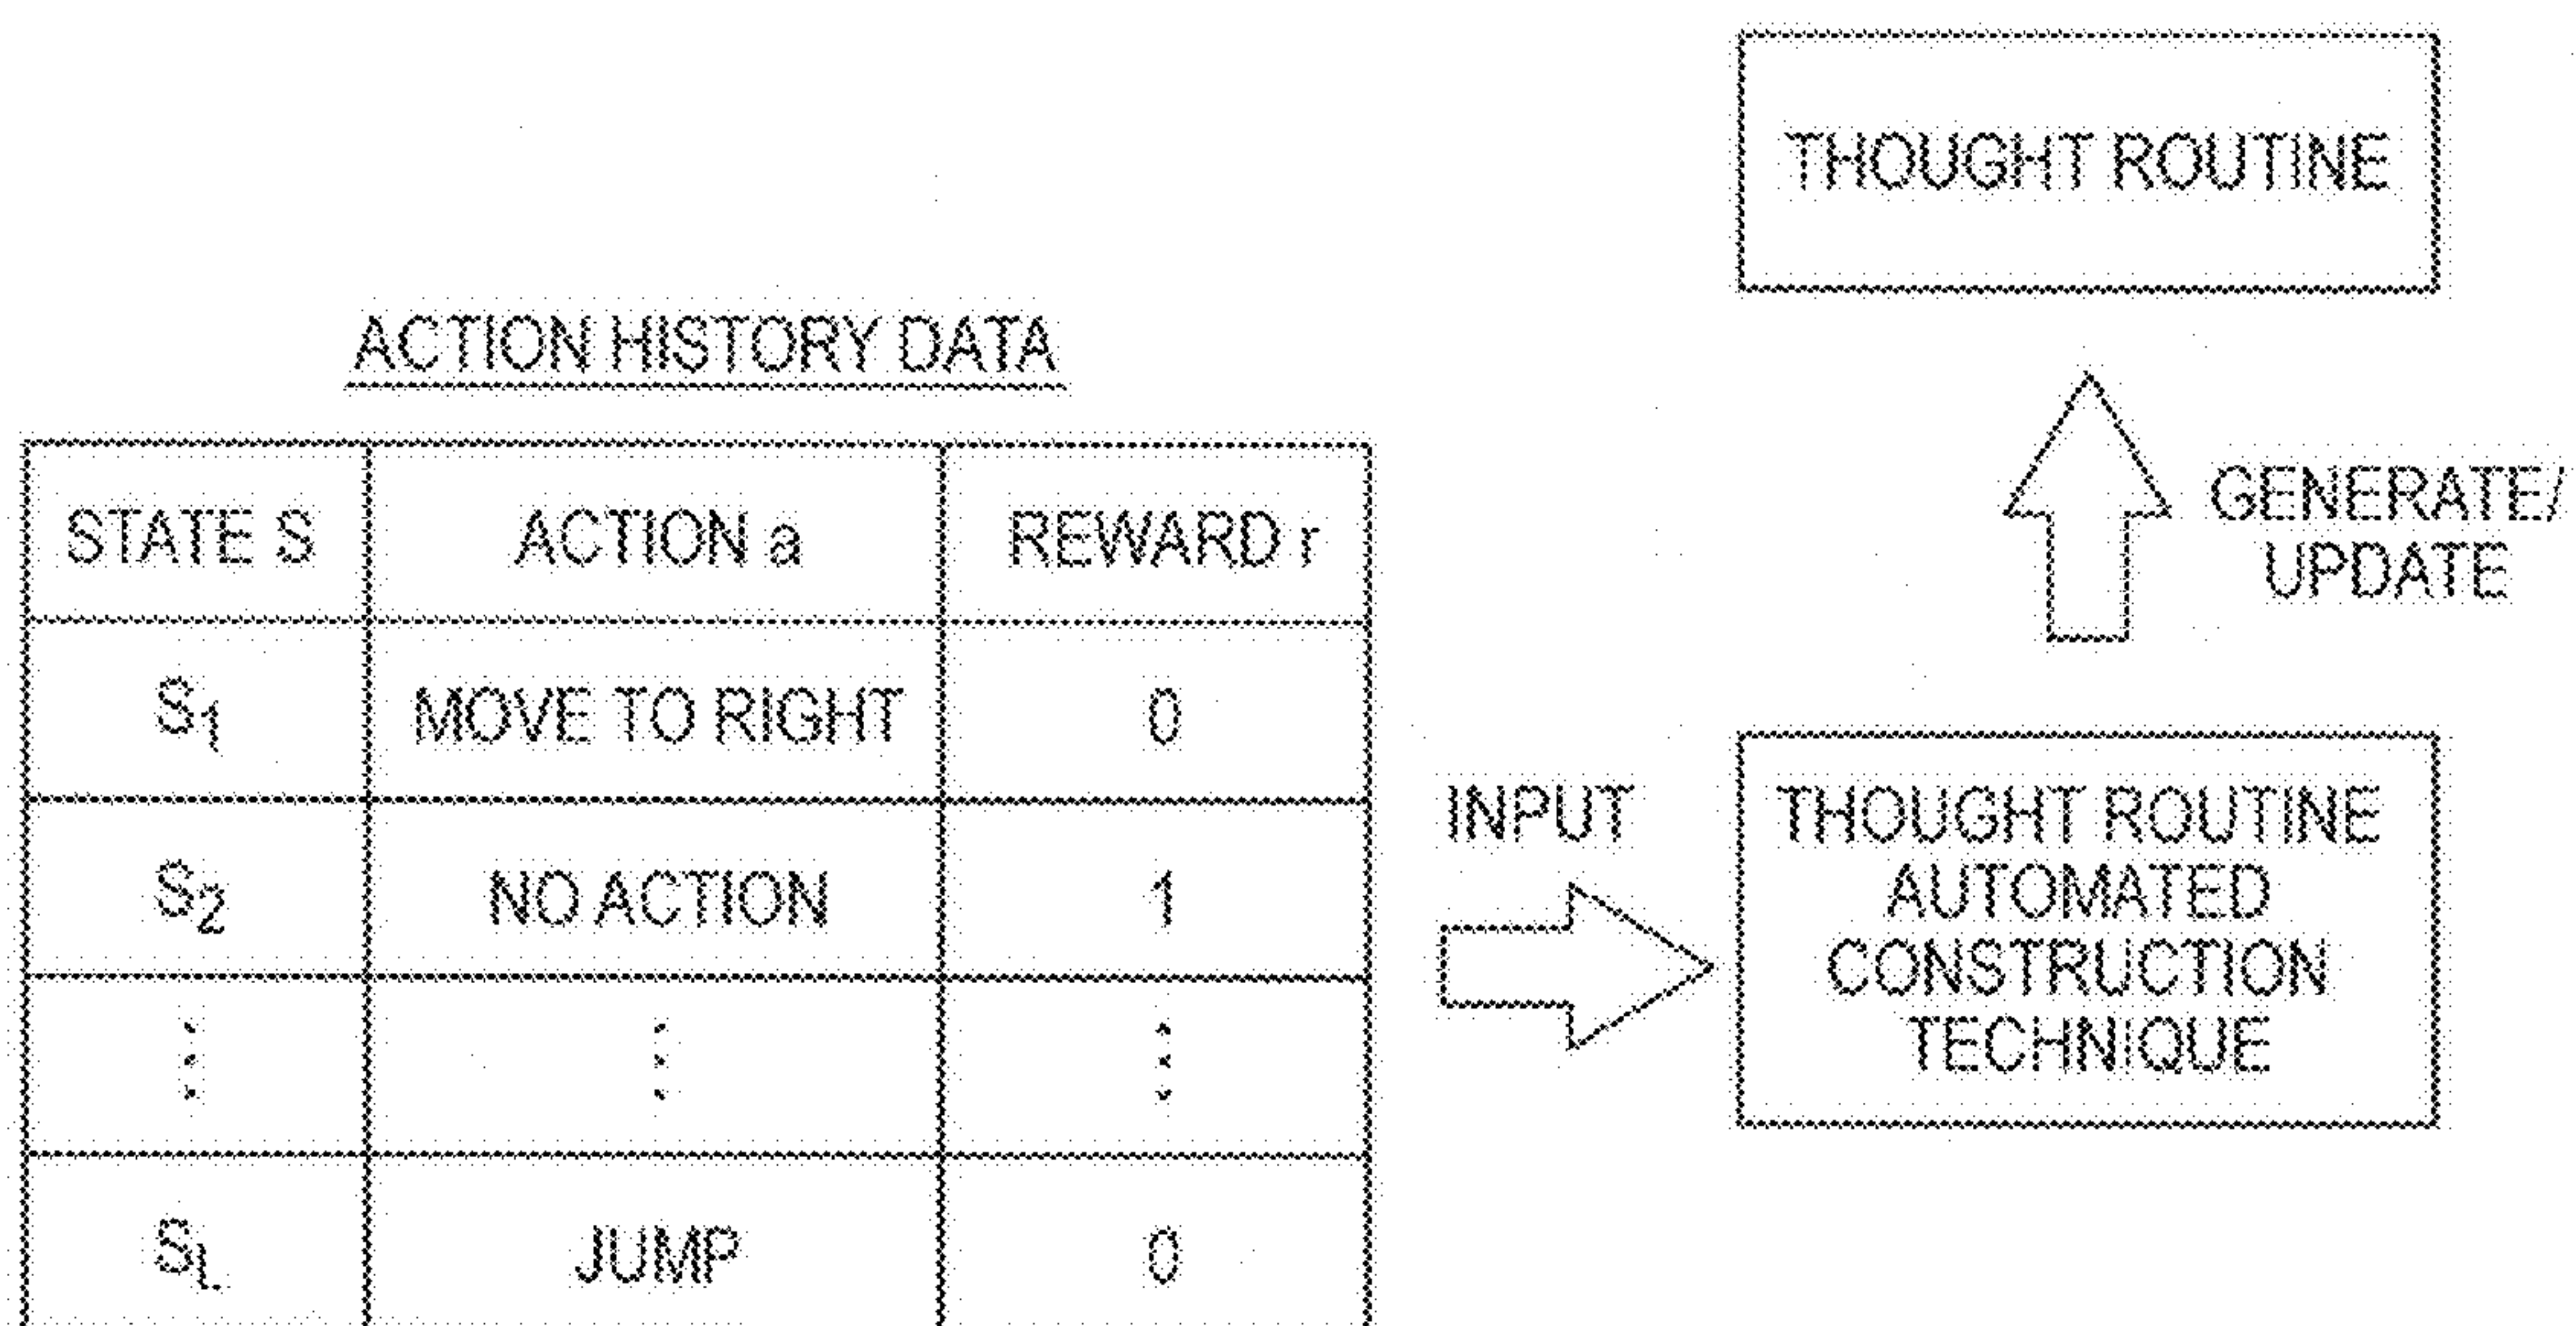 ACTION HISTORY DATA
STATE S ACTION a REWARD r
S1 MOVE TO RIGHT 0
S2 NO ACTION 1
⋮ ⋮ ⋮
SL JUMP 0
INPUT
THOUGHT ROUTINE
GENERATE/
UPDATE
THOUGHT ROUTINE
AUTOMATED
CONSTRUCTION
TECHNIQUE